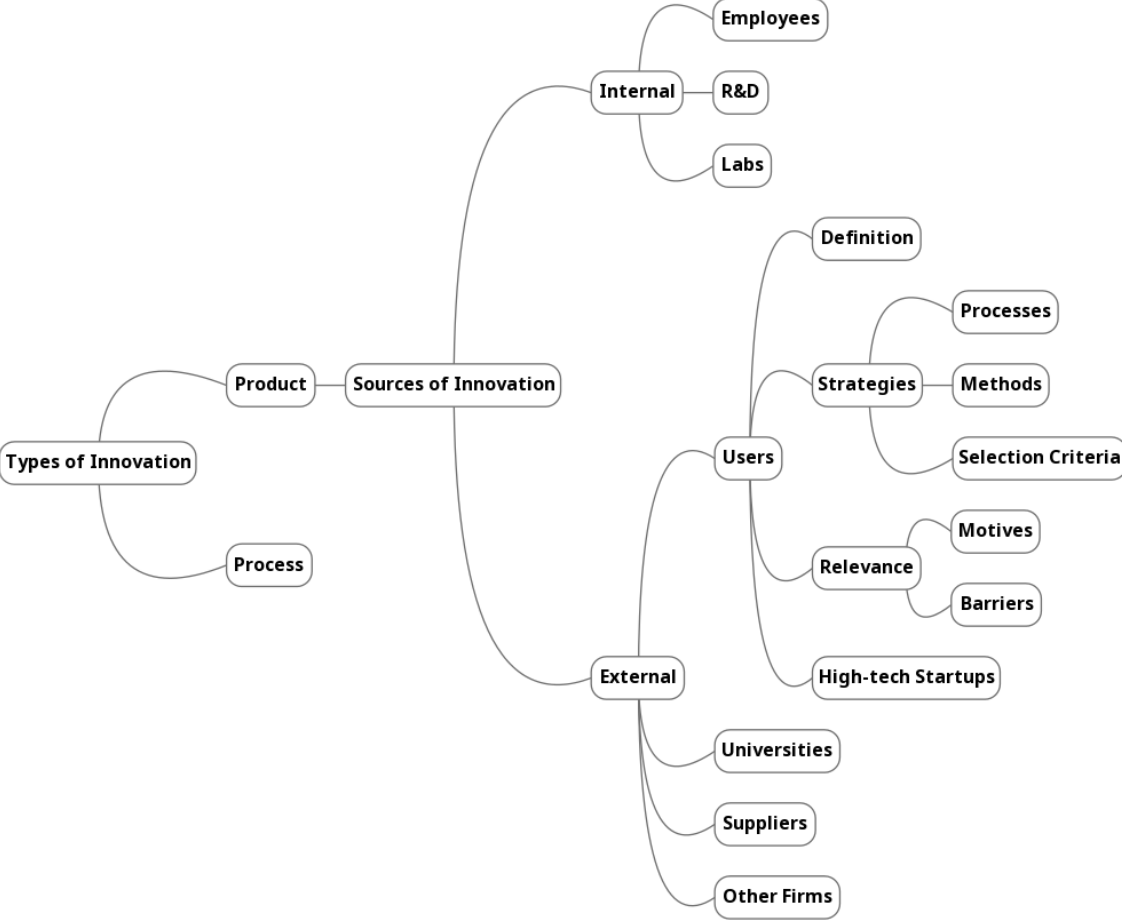 Types of Innovation
Product
Sources of Innovation
Internal
Employees
R&D
Labs
External
Users
Definition
Strategies
Processes
Methods
Selection Criteria
Relevance
Motives
Barriers
High-tech Startups
Universities
Suppliers
Other Firms
Process